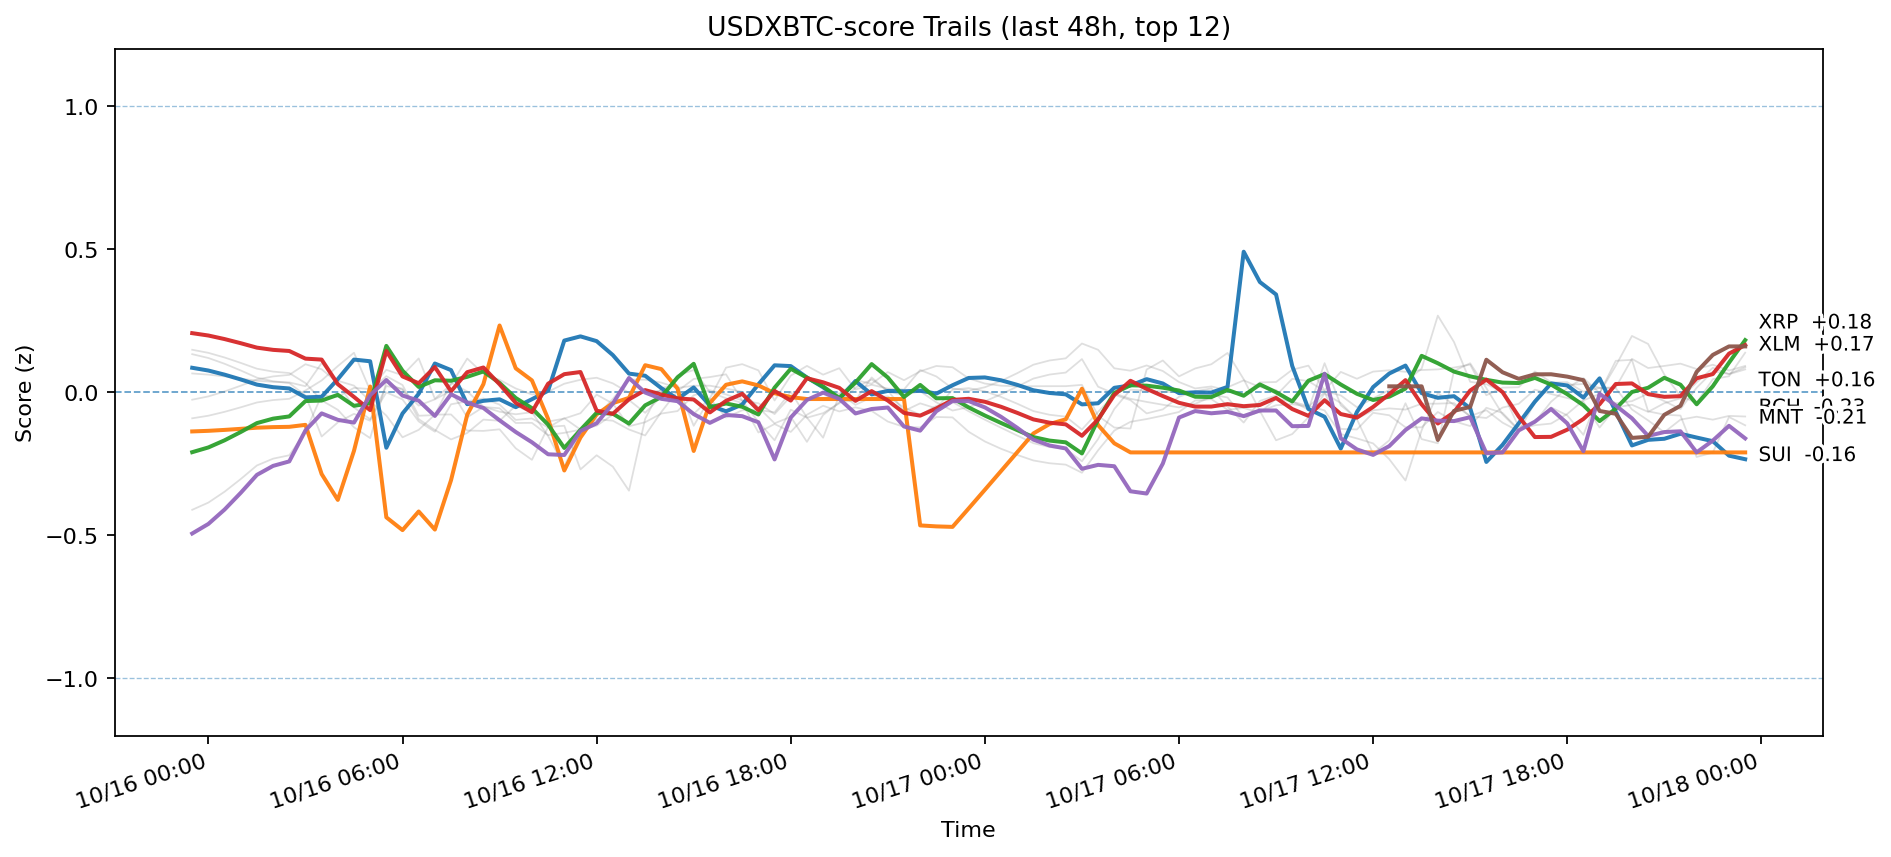 USDXBTC-score Trails (last 48h, top 12)
Score (z)
1.0
0.5
0.0
−0.5
−1.0
XRP +0.18
XLM +0.17
TON +0.16
BCH -0.23
MNT -0.21
SUI -0.16
10/16 00:00
10/16 06:00
10/16 12:00
10/16 18:00
10/17 00:00
10/17 06:00
10/17 12:00
10/17 18:00
10/18 00:00
Time